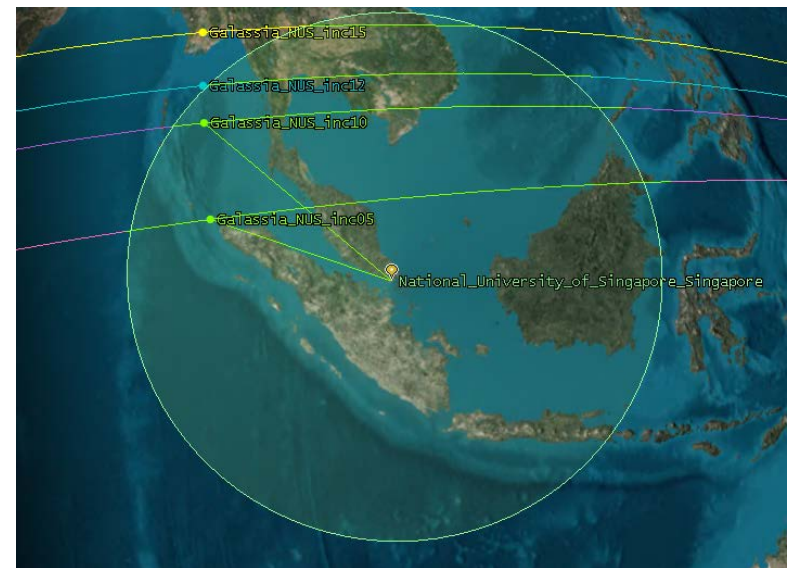 Galassia_NUS_inc15
Galassia_NUS_inc12
Galassia_NUS_inc10
Galassia_NUS_inc05
National_University_of_Singapore_Singapore